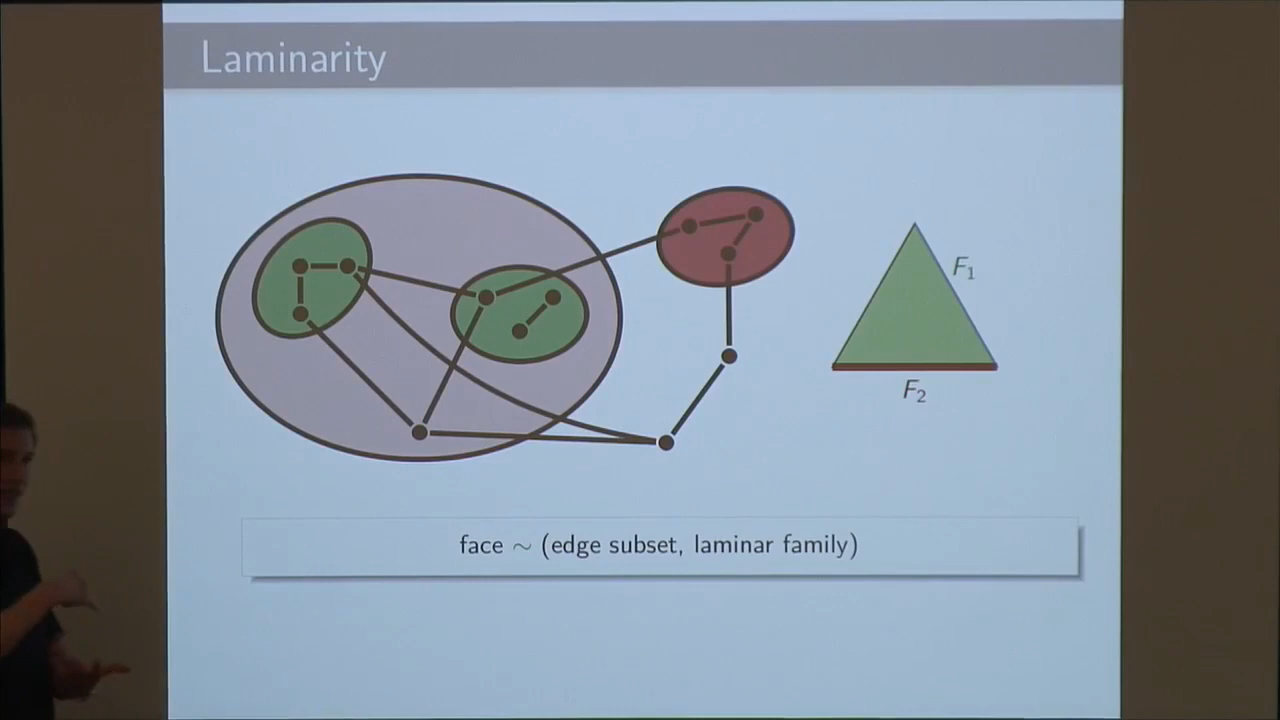 Laminarity
F₁
F₂
face ~ (edge subset, laminar family)